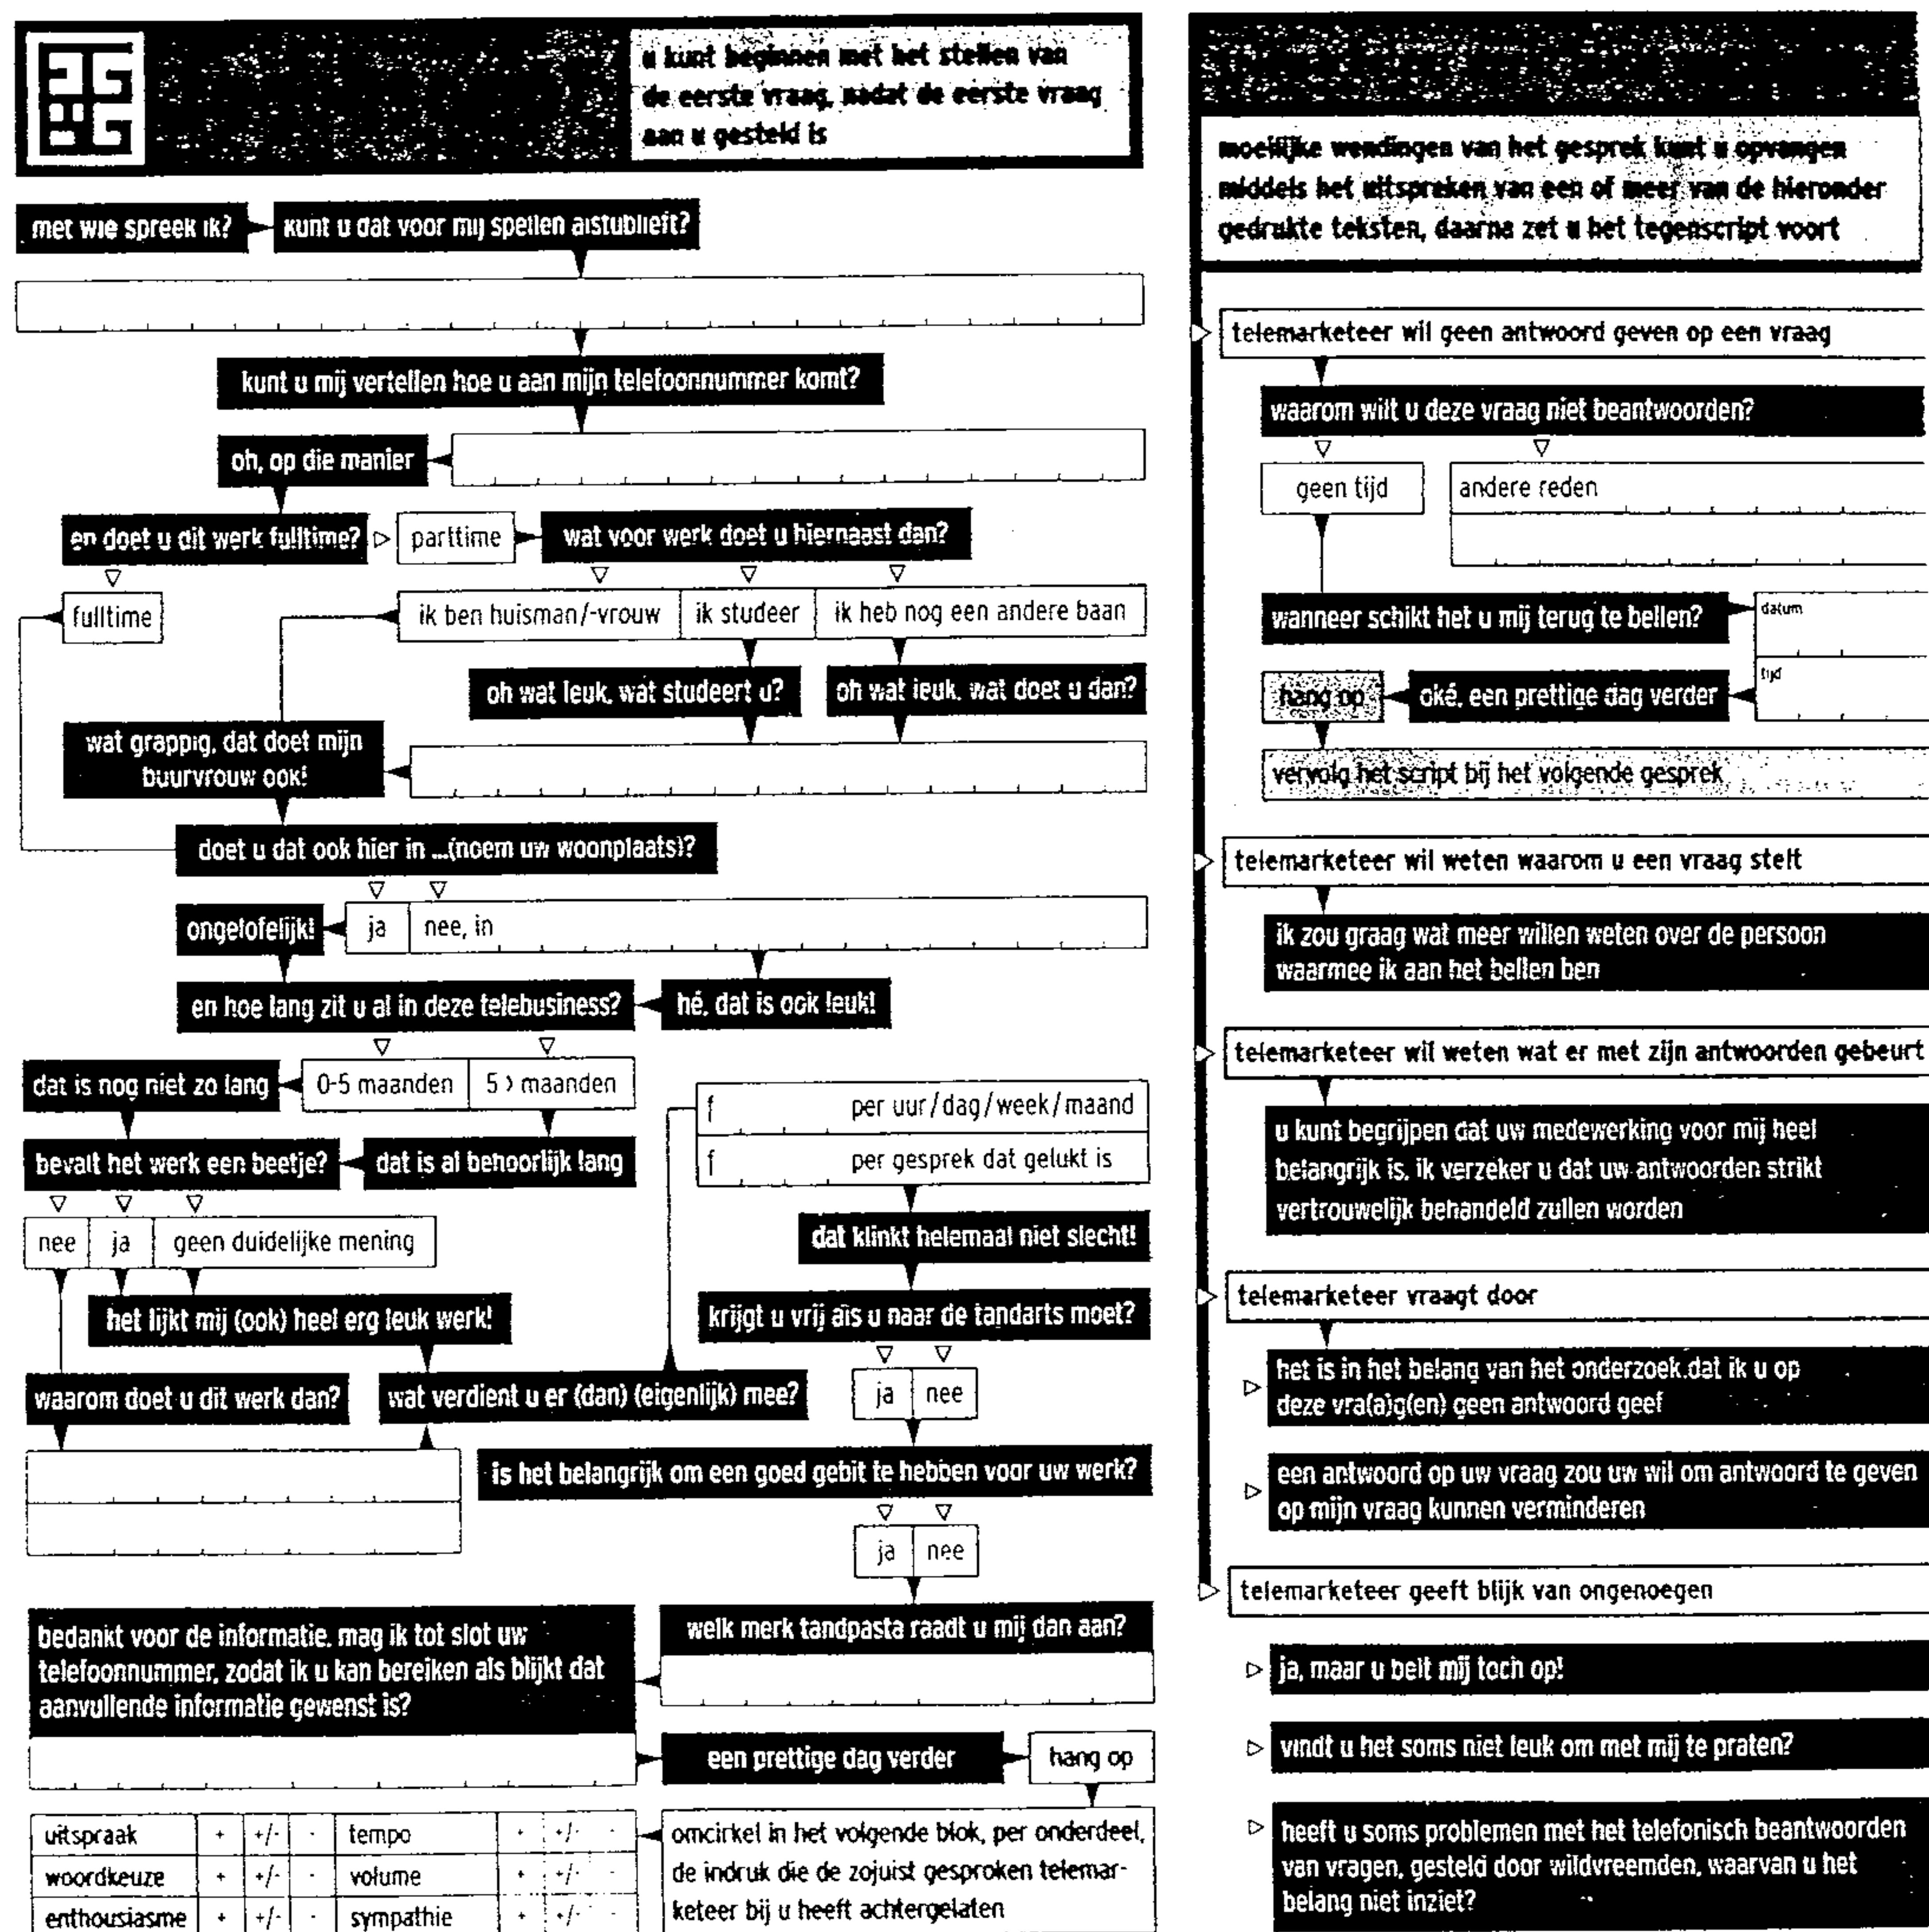 u kunt beginnen met het stellen van
de eerste vraag, nadat de eerste vraag
aan u gesteld is
met wie spreek ik?
kunt u dat voor mij spellen alstublieft?
kunt u mij vertellen hoe u aan mijn telefoonnummer komt?
oh, op die manier
en doet u dit werk fulltime?
parttime
wat voor werk doet u hiernaast dan?
fulltime
ik ben huisman/-vrouw
ik studeer
ik heb nog een andere baan
oh wat leuk, wat studeert u?
oh wat leuk, wat doet u dan?
wat grappig, dat doet mijn
buurvrouw ook!
doet u dat ook hier in ...(noem uw woonplaats)?
ongelofelijk!
ja
nee, in
en hoe lang zit u al in deze telebusiness?
hé, dat is ook leuk!
dat is nog niet zo lang
0-5 maanden
5 > maanden
bevalt het werk een beetje?
dat is al behoorlijk lang
nee
ja
geen duidelijke mening
het lijkt mij (ook) heel erg leuk werk!
waarom doet u dit werk dan?
wat verdient u er (dan) (eigenlijk) mee?
f per uur/dag/week/maand
f per gesprek dat gelukt is
dat klinkt helemaal niet slecht!
krijgt u vrij als u naar de tandarts moet?
ja
nee
is het belangrijk om een goed gebit te hebben voor uw werk?
ja
nee
welk merk tandpasta raadt u mij dan aan?
bedankt voor de informatie. mag ik tot slot uw
telefoonnummer, zodat ik u kan bereiken als blijkt dat
aanvullende informatie gewenst is?
een prettige dag verder
hang op
omcirkel in het volgende blok, per onderdeel,
de indruk die de zojuist gesproken telemar-
keteer bij u heeft achtergelaten
uitspraak + +/- - tempo + +/- -
woordkeuze + +/- - volume + +/- -
enthousiasme + +/- - sympathie + +/- -
moeilijke wendingen van het gesprek kunt u opvangen
middels het uitspreken van een of meer van de hieronder
gedrukte teksten, daarna zet u het tegenscript voort
telemarketeer wil geen antwoord geven op een vraag
waarom wilt u deze vraag niet beantwoorden?
geen tijd
andere reden
wanneer schikt het u mij terug te bellen?
datum
tijd
oké, een prettige dag verder
hang op
vervolg het script bij het volgende gesprek
telemarketeer wil weten waarom u een vraag stelt
ik zou graag wat meer willen weten over de persoon
waarmee ik aan het bellen ben
telemarketeer wil weten wat er met zijn antwoorden gebeurt
u kunt begrijpen dat uw medewerking voor mij heel
belangrijk is. ik verzeker u dat uw antwoorden strikt
vertrouwelijk behandeld zullen worden
telemarketeer vraagt door
het is in het belang van het onderzoek dat ik u op
deze vra(a)g(en) geen antwoord geef
een antwoord op uw vraag zou uw wil om antwoord te geven
op mijn vraag kunnen verminderen
telemarketeer geeft blijk van ongenoegen
ja, maar u belt mij toch op!
vindt u het soms niet leuk om met mij te praten?
heeft u soms problemen met het telefonisch beantwoorden
van vragen, gesteld door wildvreemden, waarvan u het
belang niet inziet?